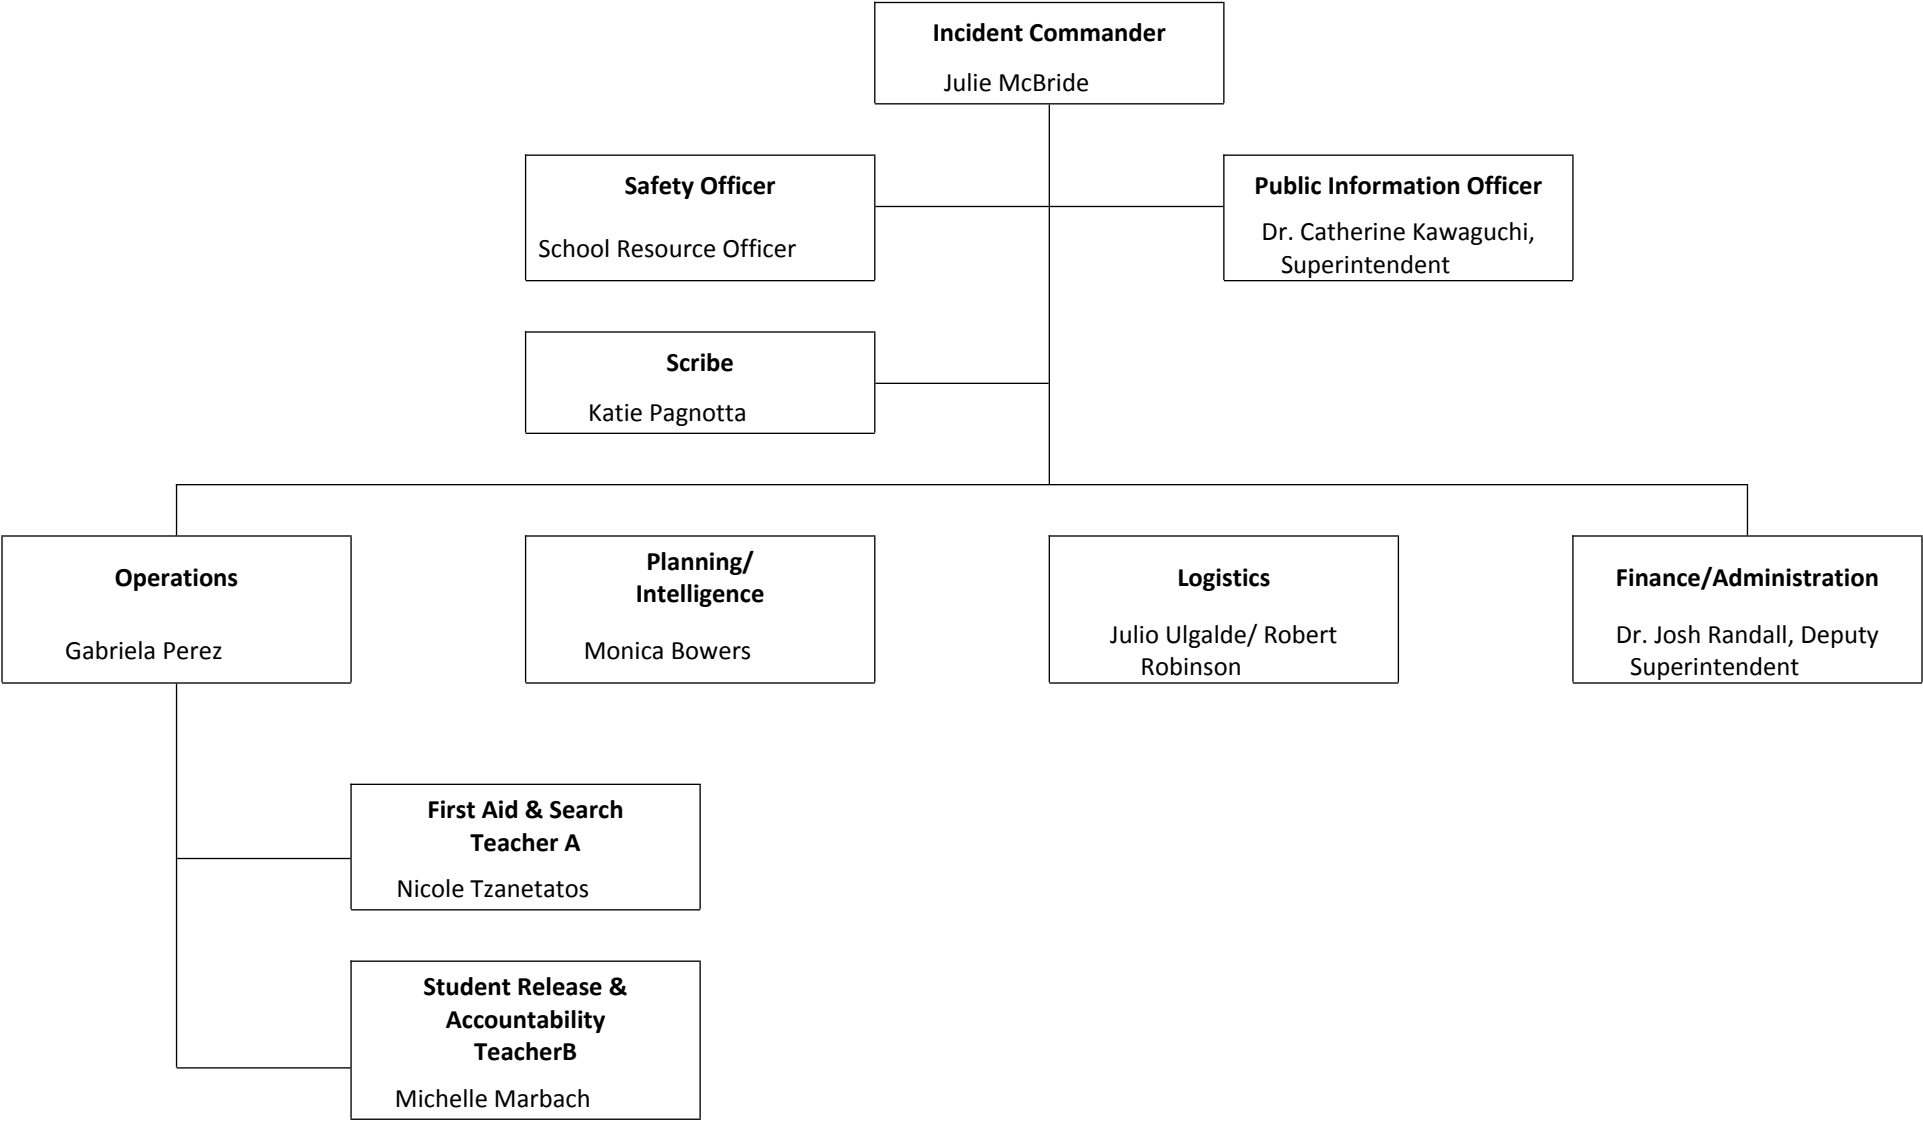 Incident Commander
Julie McBride
Safety Officer
School Resource Officer
Public Information Officer
Dr. Catherine Kawaguchi,
Superintendent
Scribe
Katie Pagnotta
Operations
Gabriela Perez
Planning/
Intelligence
Monica Bowers
Logistics
Julio Ulgalde/ Robert
Robinson
Finance/Administration
Dr. Josh Randall, Deputy
Superintendent
First Aid & Search
Teacher A
Nicole Tzanetatos
Student Release &
Accountability
TeacherB
Michelle Marbach